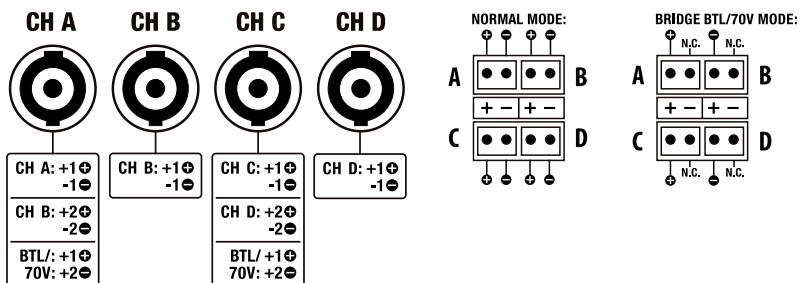 CH A
CH B
CH C
CH D
CH A: +1⊕
-1⊖
CH B: +2⊕
-2⊖
BTL/: +1⊕
70V: +2⊖
CH B: +1⊕
-1⊖
CH C: +1⊕
-1⊖
CH D: +2⊕
-2⊖
BTL/ +1⊕
70V: +2⊖
CH D: +1⊕
-1⊖
NORMAL MODE:
⊕ ⊖ ⊕ ⊖
A B
+ − + −
C D
⊕ ⊖ ⊕ ⊖
BRIDGE BTL/70V MODE:
⊕ N.C. ⊖ N.C.
A B
+ − + −
C D
⊕ N.C. ⊖ N.C.